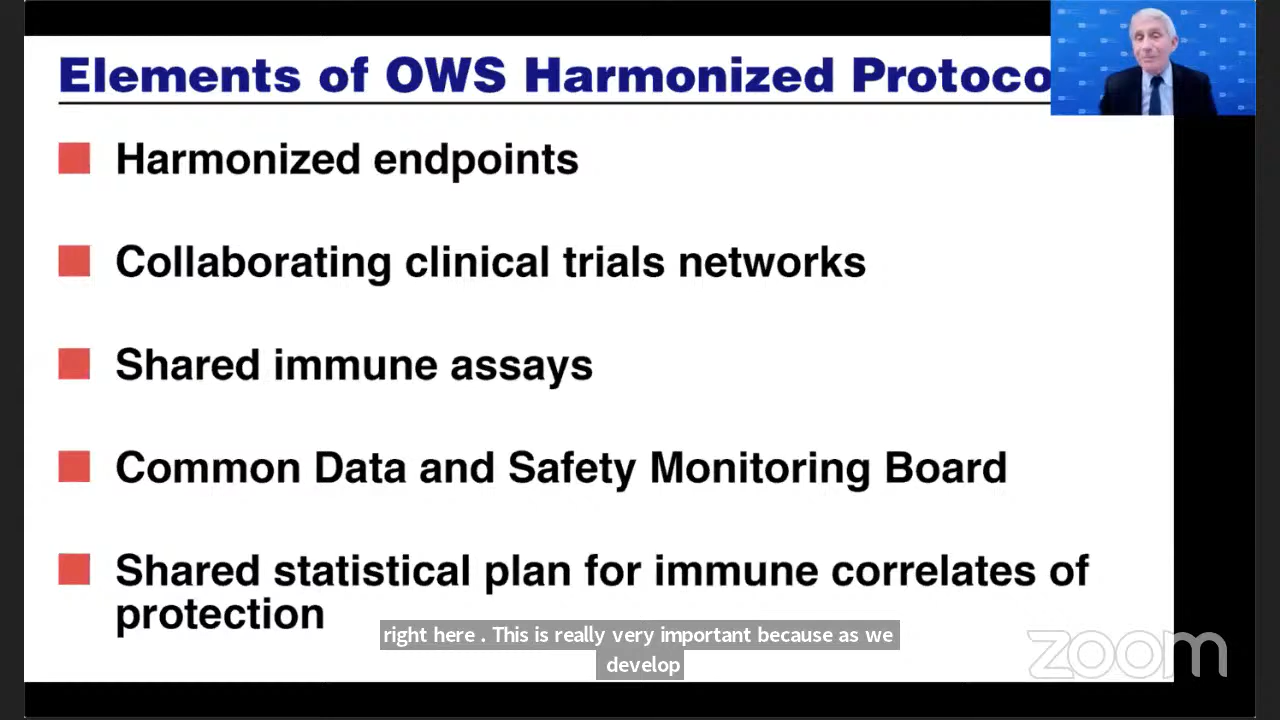 Elements of OWS Harmonized Protoco
Harmonized endpoints
Collaborating clinical trials networks
Shared immune assays
Common Data and Safety Monitoring Board
Shared statistical plan for immune correlates of
protection
right here . This is really very important because as we
develop
zoom